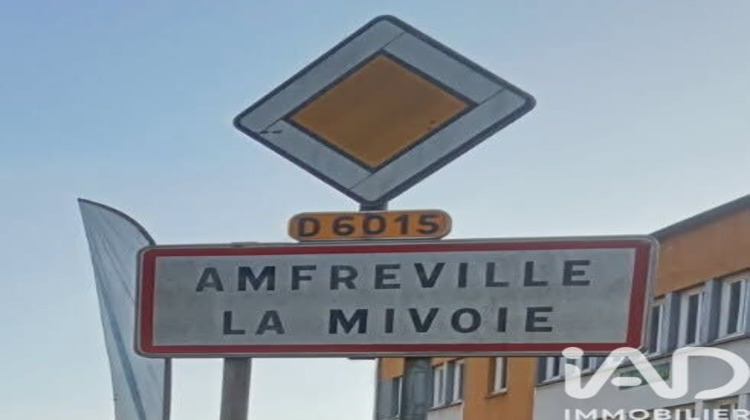 D 6015
AMFREVILLE
LA MIVOIE
iAD
IMMOBILIER